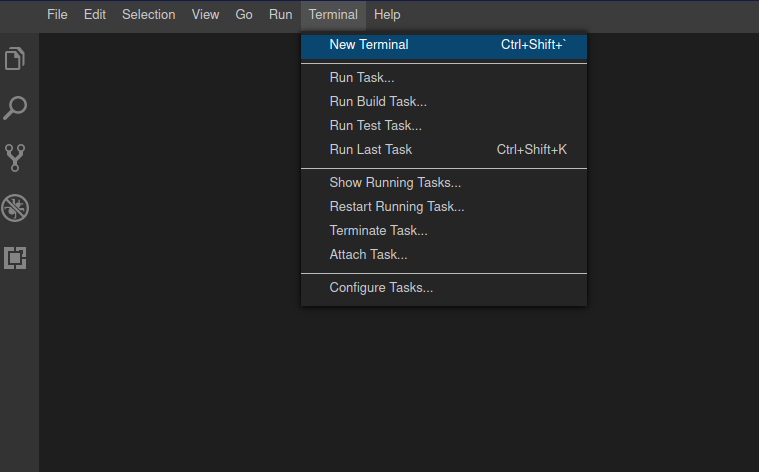 File Edit Selection View Go Run Terminal Help
New Terminal Ctrl+Shift+`
Run Task...
Run Build Task...
Run Test Task...
Run Last Task Ctrl+Shift+K
Show Running Tasks...
Restart Running Task...
Terminate Task...
Attach Task...
Configure Tasks...